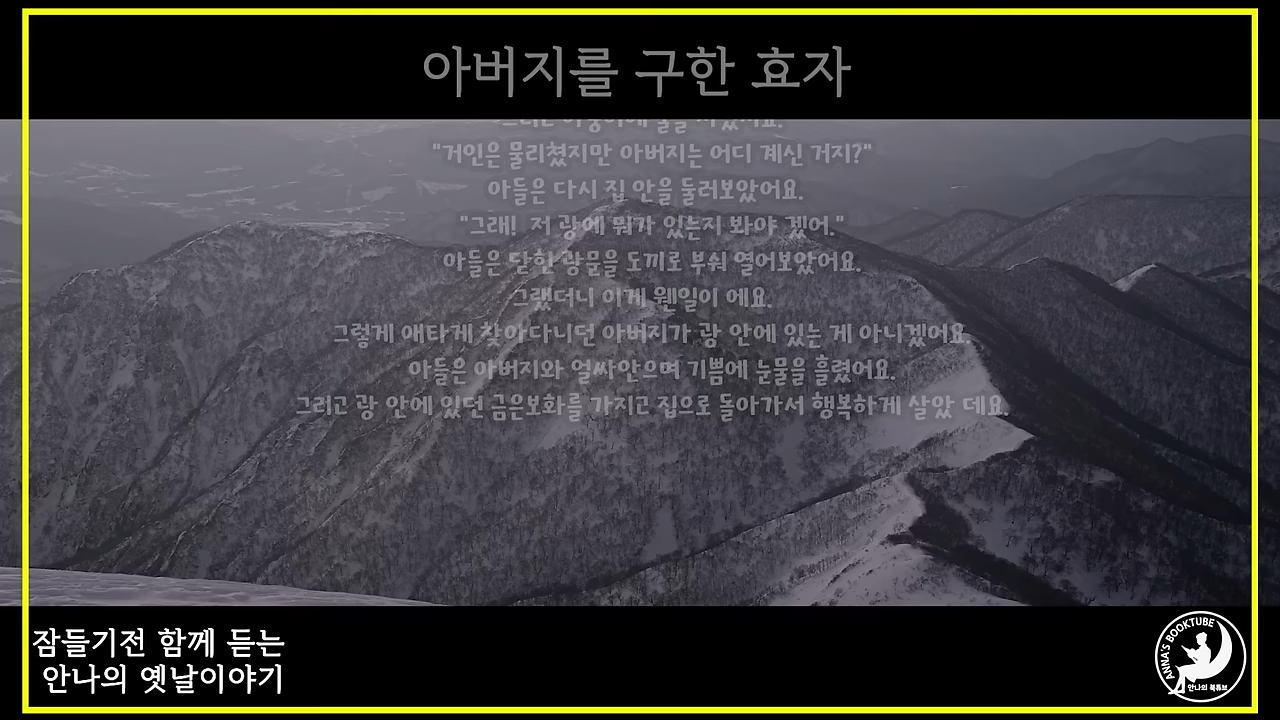 아버지를 구한 효자
"거인은 물리쳤지만 아버지는 어디 계신 거지?"
아들은 다시 집 안을 둘러보았어요.
"그래! 저 광에 뭐가 있는지 봐야 겠어."
아들은 닫힌 광문을 도끼로 부숴 열어보았어요.
그랬더니 이게 웬일이 에요.
그렇게 애타게 찾아다니던 아버지가 광 안에 있는 게 아니겠어요.
아들은 아버지와 얼싸안으며 기쁨에 눈물을 흘렸어요.
그리고 광 안에 있던 금은보화를 가지고 집으로 돌아가서 행복하게 살았 데요.
잠들기전 함께 듣는
안나의 옛날이야기
ANNA'S BOOKTUBE
안나의 북튜브